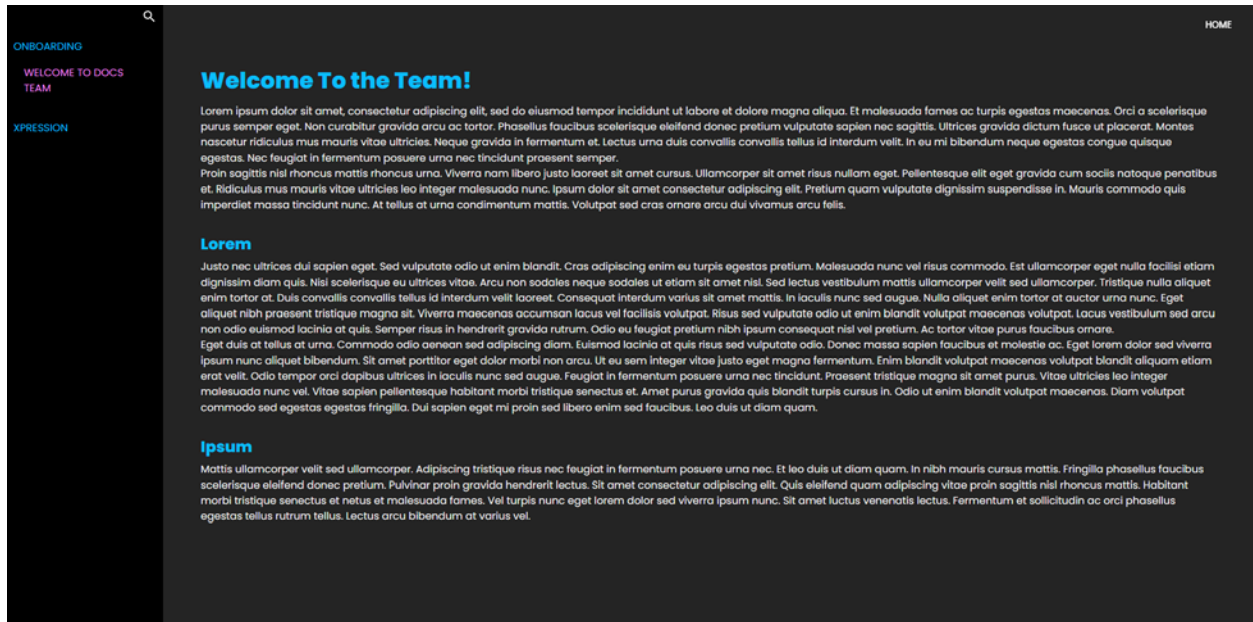 ONBOARDING
WELCOME TO DOCS
TEAM
XPRESSION
HOME
Welcome To the Team!
Lorem ipsum dolor sit amet, consectetur adipiscing elit, sed do eiusmod tempor incididunt ut labore et dolore magna aliqua. Et malesuada fames ac turpis egestas maecenas. Orci a scelerisque
purus semper eget. Non curabitur gravida arcu ac tortor. Phasellus faucibus scelerisque eleifend donec pretium vulputate sapien nec sagittis. Ultrices gravida dictum fusce ut placerat. Montes
nascetur ridiculus mus mauris vitae ultricies. Neque gravida in fermentum et. Lectus urna duis convallis convallis tellus id interdum velit. In eu mi bibendum neque egestas congue quisque
egestas. Nec feugiat in fermentum posuere urna nec tincidunt praesent semper.
Proin sagittis nisl rhoncus mattis rhoncus urna. Viverra nam libero justo laoreet sit amet cursus. Ullamcorper sit amet risus nullam eget. Pellentesque elit eget gravida cum sociis natoque penatibus
et. Ridiculus mus mauris vitae ultricies leo integer malesuada nunc. Ipsum dolor sit amet consectetur adipiscing elit. Pretium quam vulputate dignissim suspendisse in. Mauris commodo quis
imperdiet massa tincidunt nunc. At tellus at urna condimentum mattis. Volutpat sed cras ornare arcu dui vivamus arcu felis.
Lorem
Justo nec ultrices dui sapien eget. Sed vulputate odio ut enim blandit. Cras adipiscing enim eu turpis egestas pretium. Malesuada nunc vel risus commodo. Est ullamcorper eget nulla facilisi etiam
dignissim diam quis. Nisi scelerisque eu ultrices vitae. Arcu non sodales neque sodales ut etiam sit amet nisl. Sed lectus vestibulum mattis ullamcorper velit sed ullamcorper. Tristique nulla aliquet
enim tortor at. Duis convallis convallis tellus id interdum velit laoreet. Consequat interdum varius sit amet mattis. In iaculis nunc sed augue. Nulla aliquet enim tortor at auctor urna nunc. Eget
aliquet nibh praesent tristique magna sit. Viverra maecenas accumsan lacus vel facilisis volutpat. Risus sed vulputate odio ut enim blandit volutpat maecenas volutpat. Lacus vestibulum sed arcu
non odio euismod lacinia at quis. Semper risus in hendrerit gravida rutrum. Odio eu feugiat pretium nibh ipsum consequat nisl vel pretium. Ac tortor vitae purus faucibus ornare.
Eget duis at tellus at urna. Commodo odio aenean sed adipiscing diam. Euismod lacinia at quis risus sed vulputate odio. Donec massa sapien faucibus et molestie ac. Eget lorem dolor sed viverra
ipsum nunc aliquet bibendum. Sit amet porttitor eget dolor morbi non arcu. Ut eu sem integer vitae justo eget magna fermentum. Enim blandit volutpat maecenas volutpat blandit aliquam etiam
erat velit. Odio tempor orci dapibus ultrices in iaculis nunc sed augue. Feugiat in fermentum posuere urna nec tincidunt. Praesent tristique magna sit amet purus. Vitae ultricies leo integer
malesuada nunc vel. Vitae sapien pellentesque habitant morbi tristique senectus et. Amet purus gravida quis blandit turpis cursus in. Odio ut enim blandit volutpat maecenas. Diam volutpat
commodo sed egestas egestas fringilla. Dui sapien eget mi proin sed libero enim sed faucibus. Leo duis ut diam quam.
Ipsum
Mattis ullamcorper velit sed ullamcorper. Adipiscing tristique risus nec feugiat in fermentum posuere urna nec. Et leo duis ut diam quam. In nibh mauris cursus mattis. Fringilla phasellus faucibus
scelerisque eleifend donec pretium. Pulvinar proin gravida hendrerit lectus. Sit amet consectetur adipiscing elit. Quis eleifend quam adipiscing vitae proin sagittis nisl rhoncus mattis. Habitant
morbi tristique senectus et netus et malesuada fames. Vel turpis nunc eget lorem dolor sed viverra ipsum nunc. Sit amet luctus venenatis lectus. Fermentum et sollicitudin ac orci phasellus
egestas tellus rutrum tellus. Lectus arcu bibendum at varius vel.